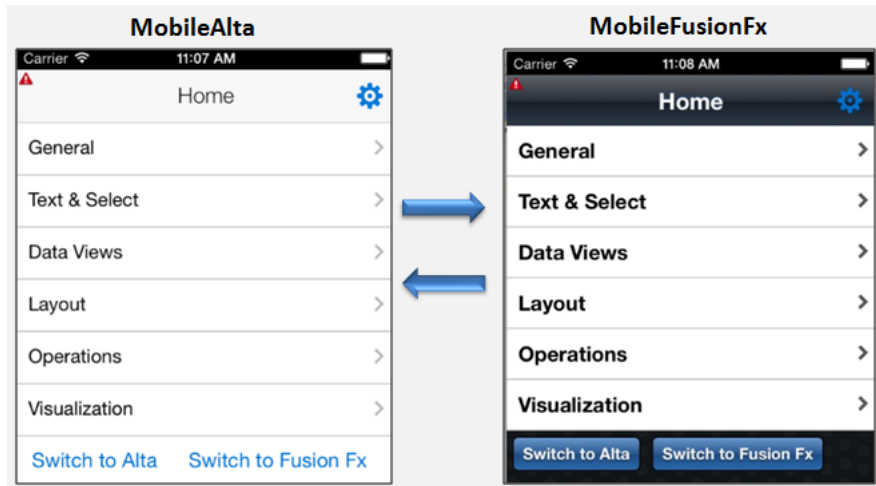 MobileAlta
Carrier 11:07 AM
Home
General
Text & Select
Data Views
Layout
Operations
Visualization
Switch to Alta Switch to Fusion Fx
MobileFusionFx
Carrier 11:08 AM
Home
General
Text & Select
Data Views
Layout
Operations
Visualization
Switch to Alta Switch to Fusion Fx